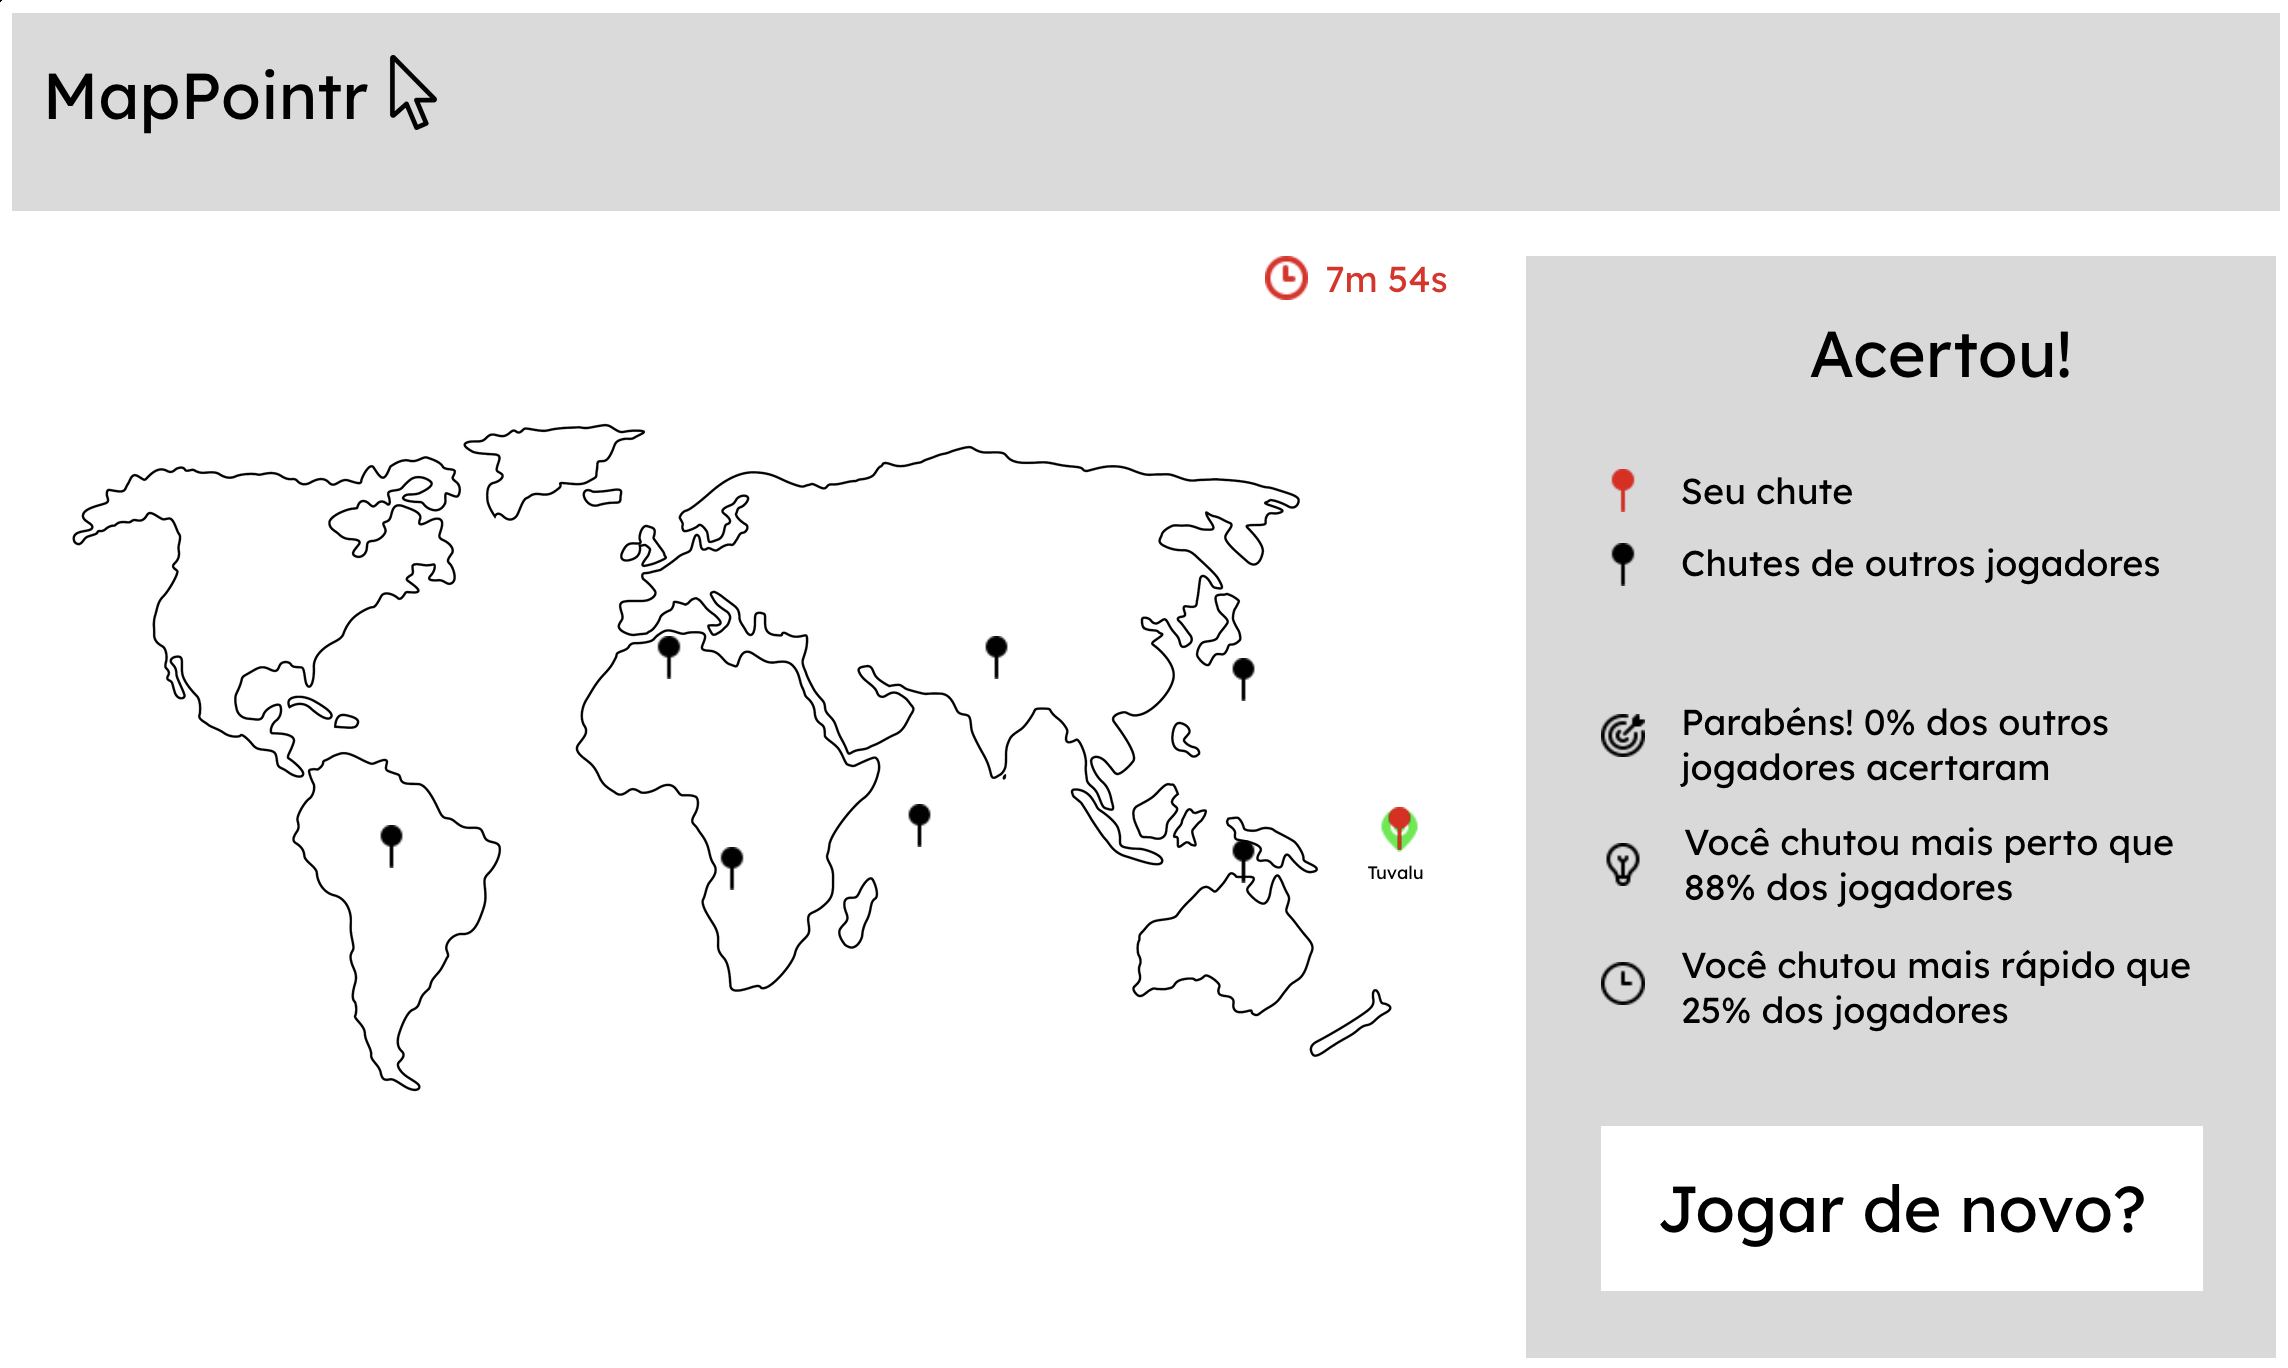 MapPointr
7m 54s
Acertou!
Seu chute
Chutes de outros jogadores
Parabéns! 0% dos outros
jogadores acertaram
Você chutou mais perto que
88% dos jogadores
Tuvalu
Você chutou mais rápido que
25% dos jogadores
Jogar de novo?